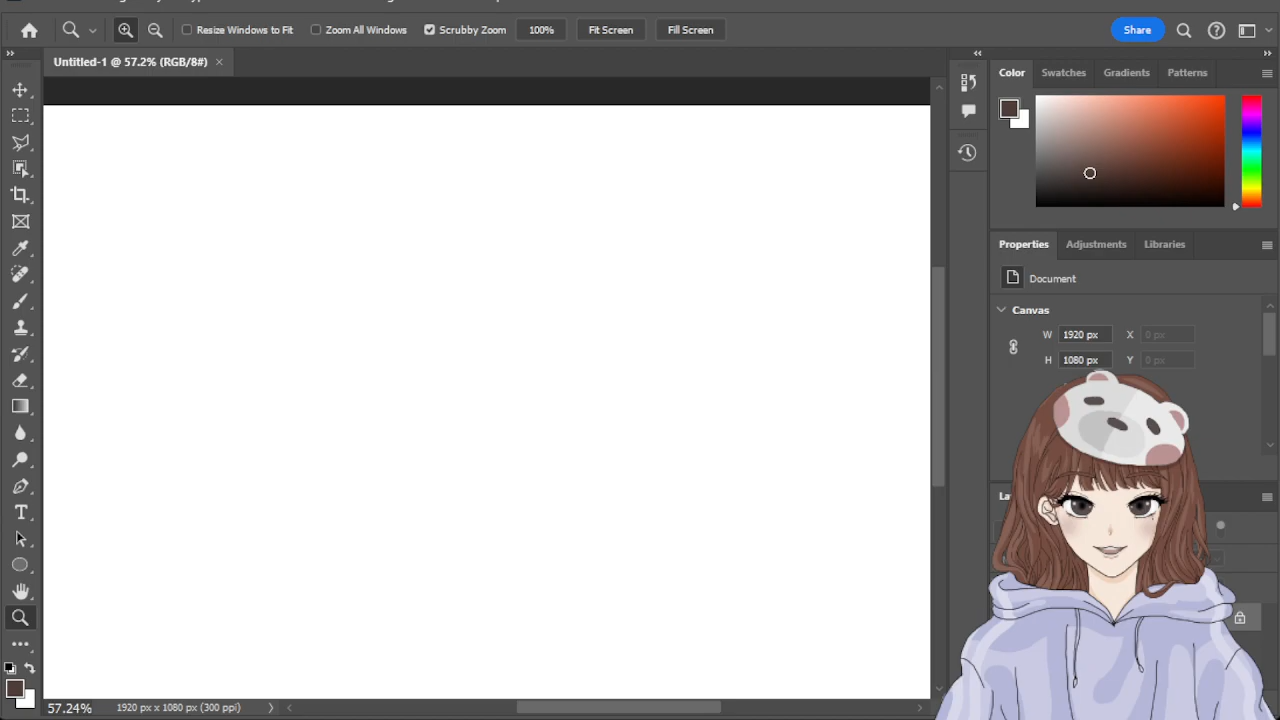 Resize Windows to Fit
Zoom All Windows
Scrubby Zoom
100%
Fit Screen
Fill Screen
Share
Untitled-1 @ 57.2% (RGB/8#)
Color
Swatches
Gradients
Patterns
Properties
Adjustments
Libraries
Document
Canvas
W 1920 px X 0 px
H 1080 px Y 0 px
57.24% 1920 px x 1080 px (300 ppi)